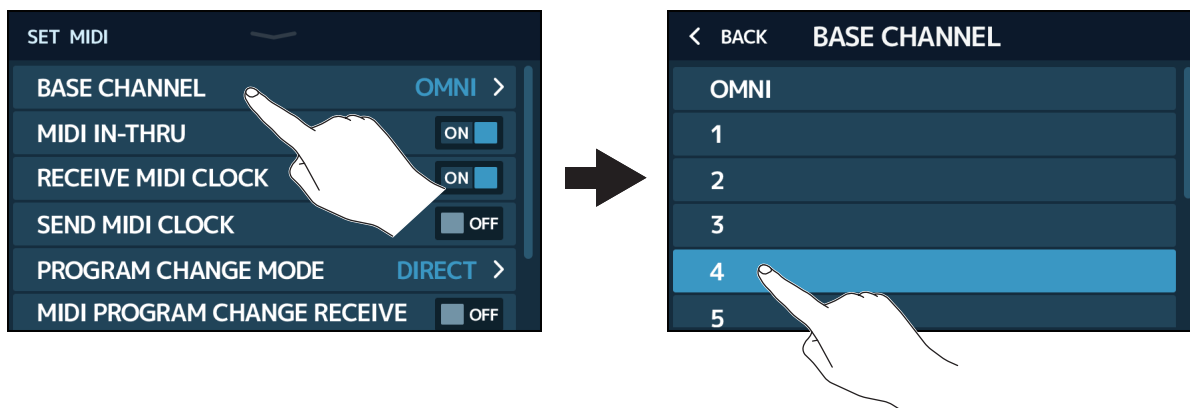 SET MIDI
BASE CHANNEL OMNI >
MIDI IN-THRU ON
RECEIVE MIDI CLOCK ON
SEND MIDI CLOCK OFF
PROGRAM CHANGE MODE DIRECT >
MIDI PROGRAM CHANGE RECEIVE OFF
< BACK BASE CHANNEL
OMNI
1
2
3
4
5